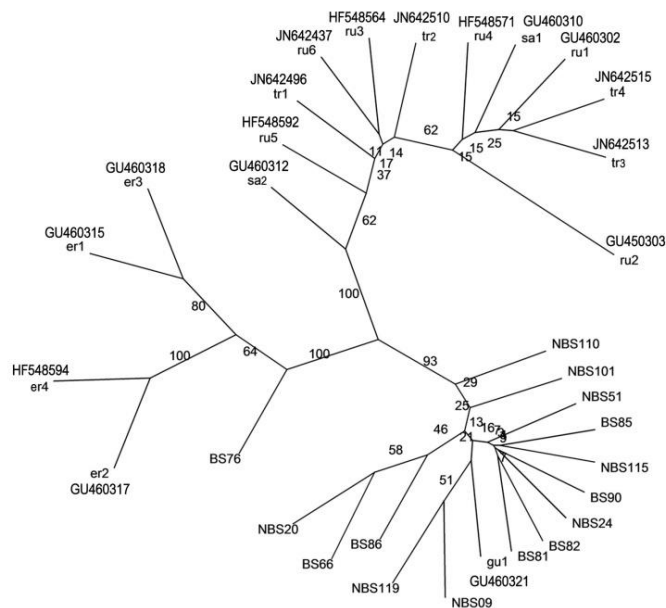 HF548564
ru3
JN642510
tr2
HF548571
ru4
GU460310
sa1
GU460302
ru1
JN642437
ru6
JN642515
tr4
JN642496
tr1
15
HF548592
ru5
62
11
14
15
25
15
17
37
JN642513
tr3
GU460318
er3
GU460312
sa2
62
GU450303
ru2
GU460315
er1
100
80
64
100
93
100
HF548594
er4
NBS110
29
NBS101
25
NBS51
13
16
BS85
46
21
9
BS76
58
NBS115
7
er2
GU460317
51
BS90
NBS24
NBS20
BS86
BS82
BS66
gu1
BS81
NBS119
GU460321
NBS09